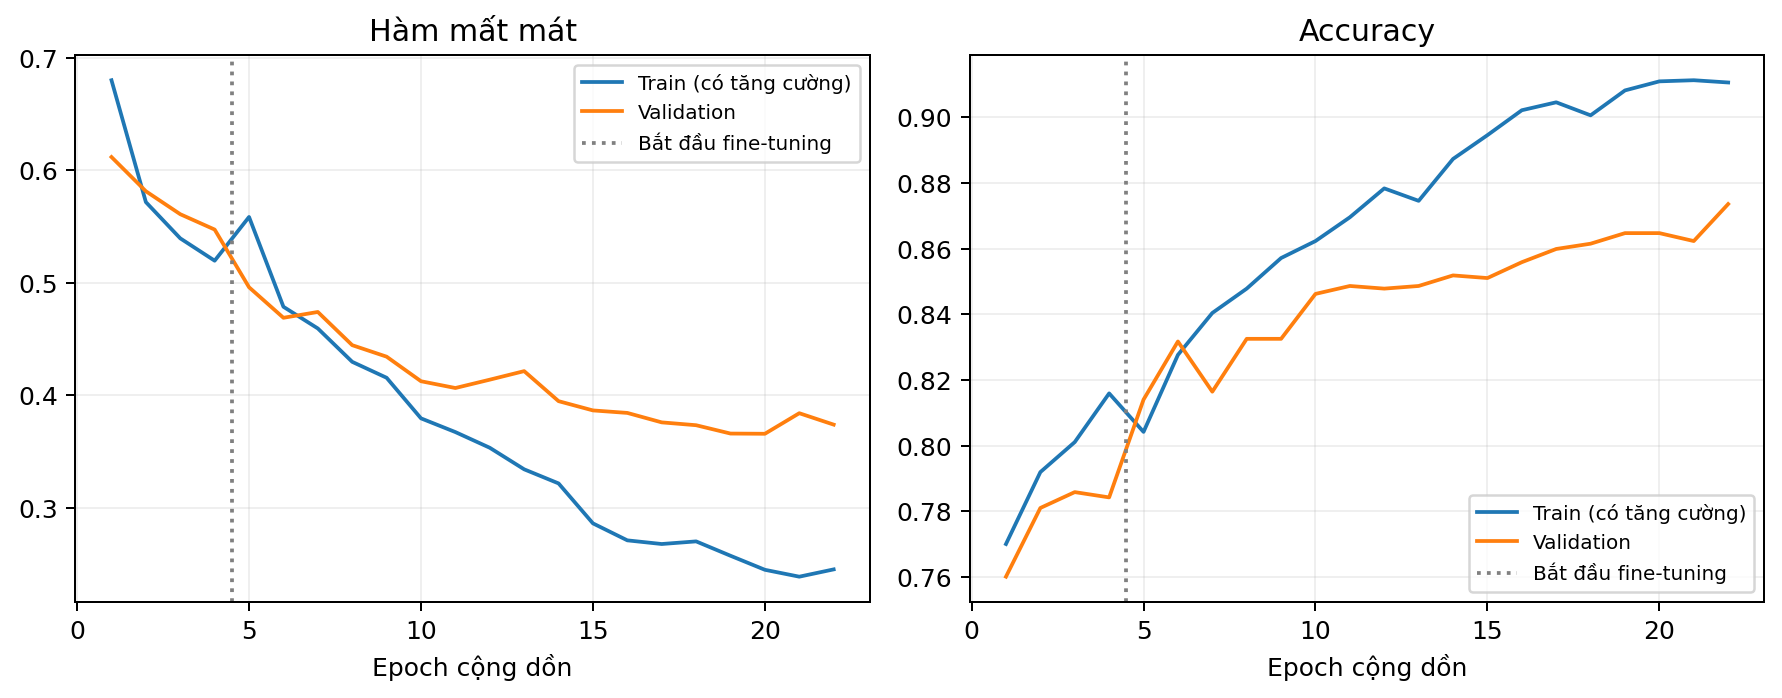 Hàm mất mát
0.7
0.6
0.5
0.4
0.3
0
5
10
15
20
Epoch cộng dồn
Train (có tăng cường)
Validation
Bắt đầu fine-tuning
Accuracy
0.90
0.88
0.86
0.84
0.82
0.80
0.78
0.76
0
5
10
15
20
Epoch cộng dồn
Train (có tăng cường)
Validation
Bắt đầu fine-tuning